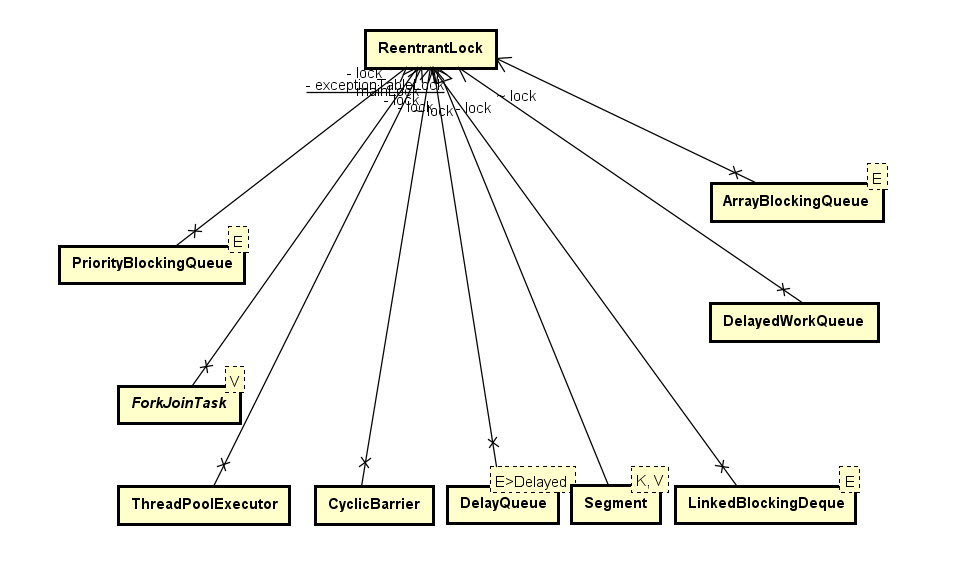 ReentrantLock
- lock
- exceptionTableLock
- mainLock
- lock
- lock
- lock
- lock
~ lock
E
ArrayBlockingQueue
E
PriorityBlockingQueue
DelayedWorkQueue
V
ForkJoinTask
E>Delayed
K, V
E
ThreadPoolExecutor
CyclicBarrier
DelayQueue
Segment
LinkedBlockingDeque